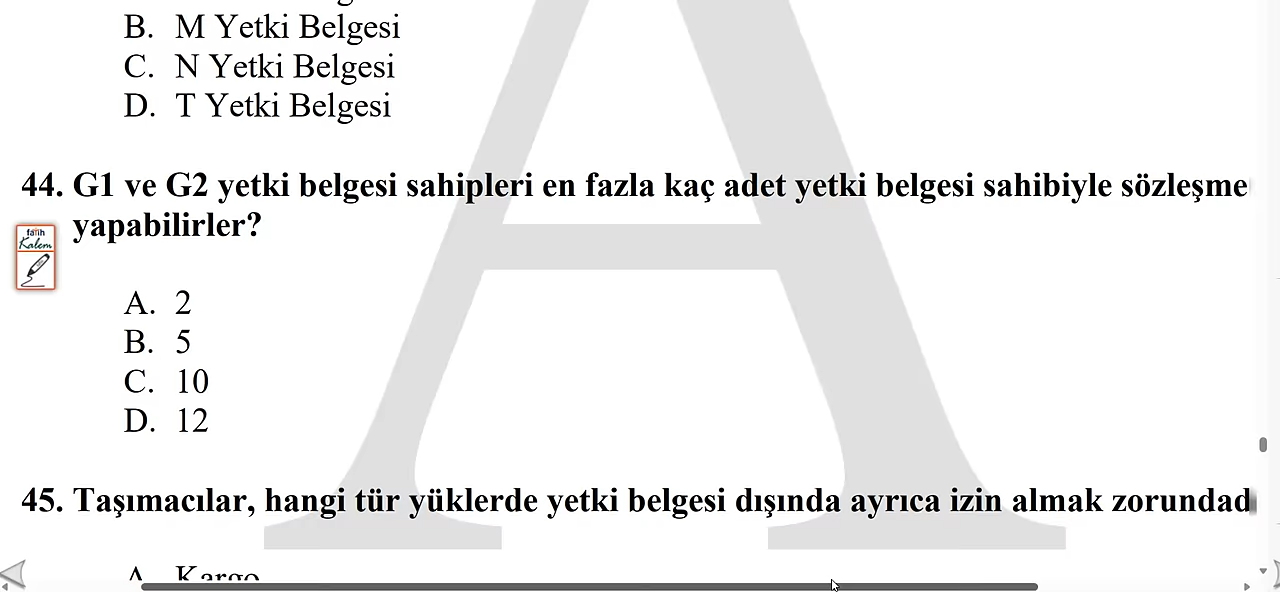 B. M Yetki Belgesi
C. N Yetki Belgesi
D. T Yetki Belgesi
44. G1 ve G2 yetki belgesi sahipleri en fazla kaç adet yetki belgesi sahibiyle sözleşme
yapabilirler?
fatih
Kalem
A. 2
B. 5
C. 10
D. 12
45. Taşımacılar, hangi tür yüklerde yetki belgesi dışında ayrıca izin almak zorundad
A Kargo
A